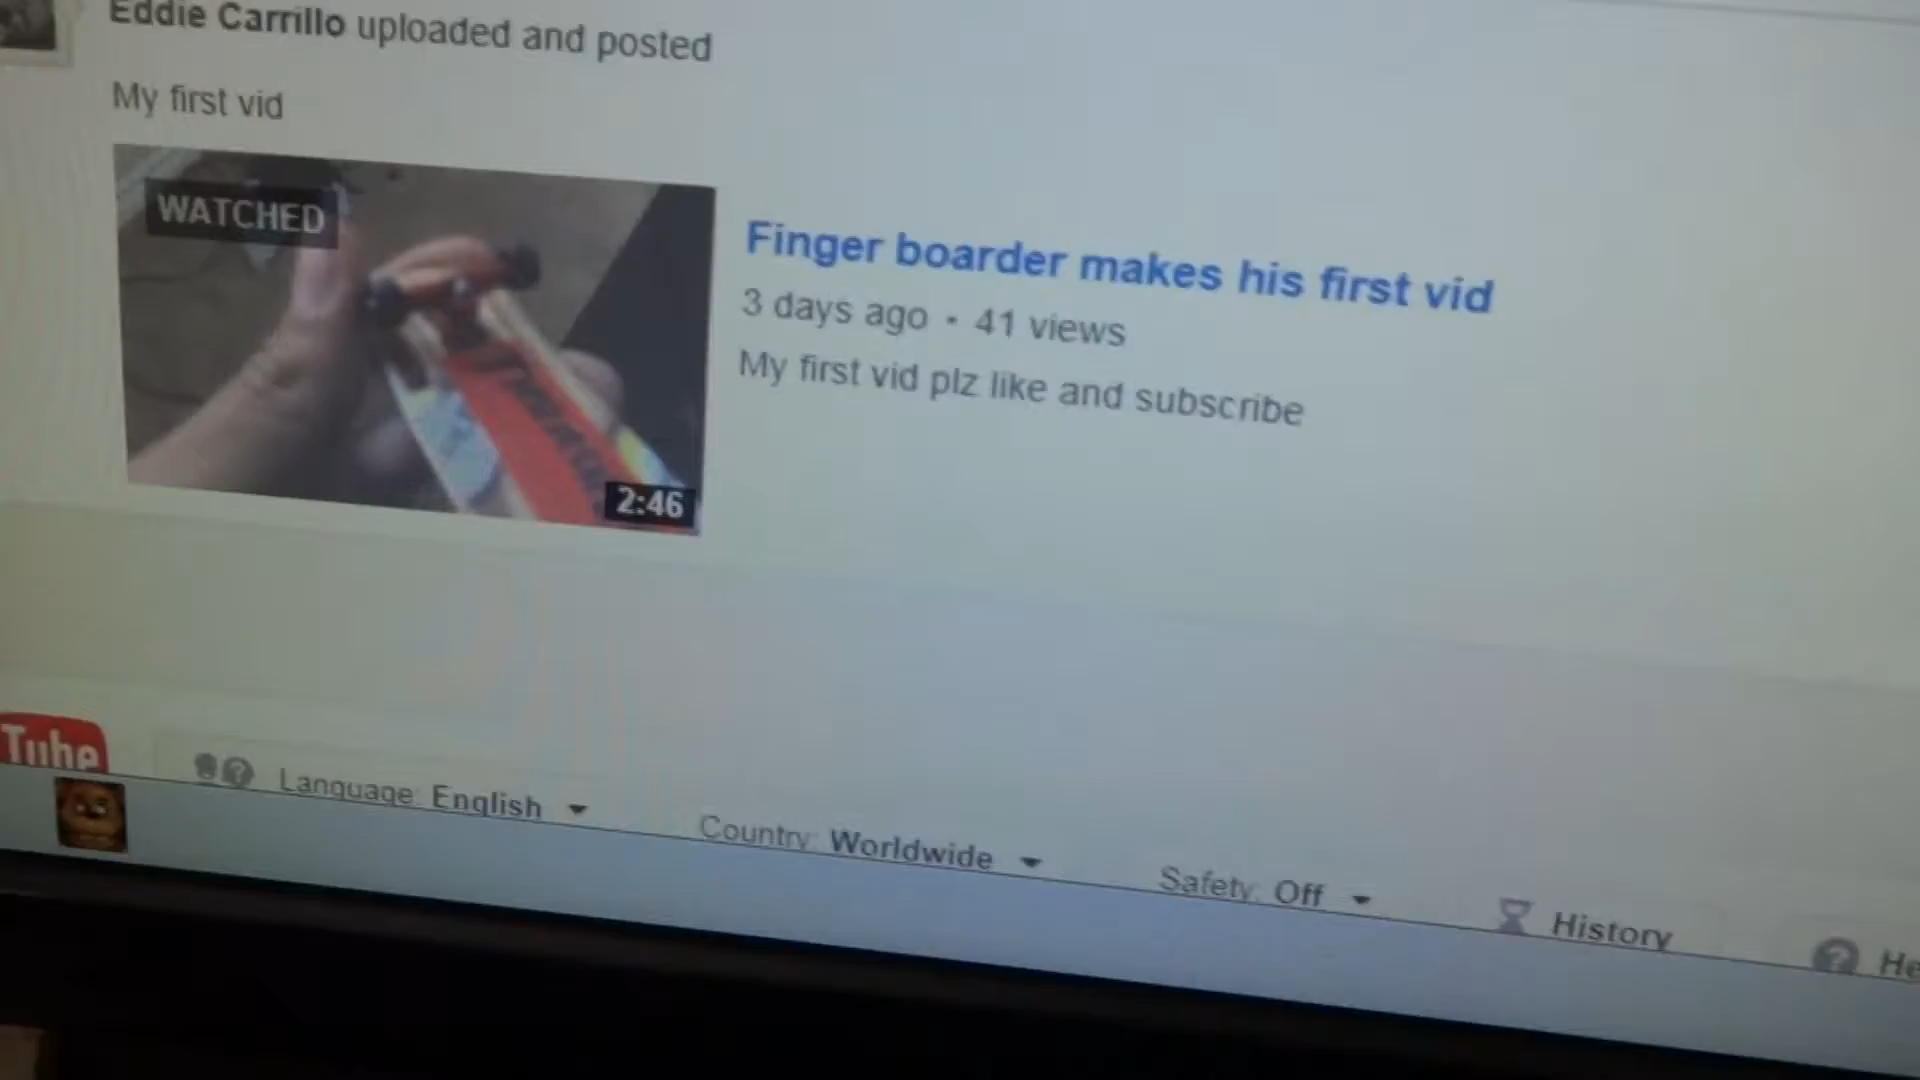 Eddie Carrillo uploaded and posted
My first vid
WATCHED
2:46
Finger boarder makes his first vid
3 days ago • 41 views
My first vid plz like and subscribe
Tube
Language: English
Country: Worldwide
Safety: Off
History
He